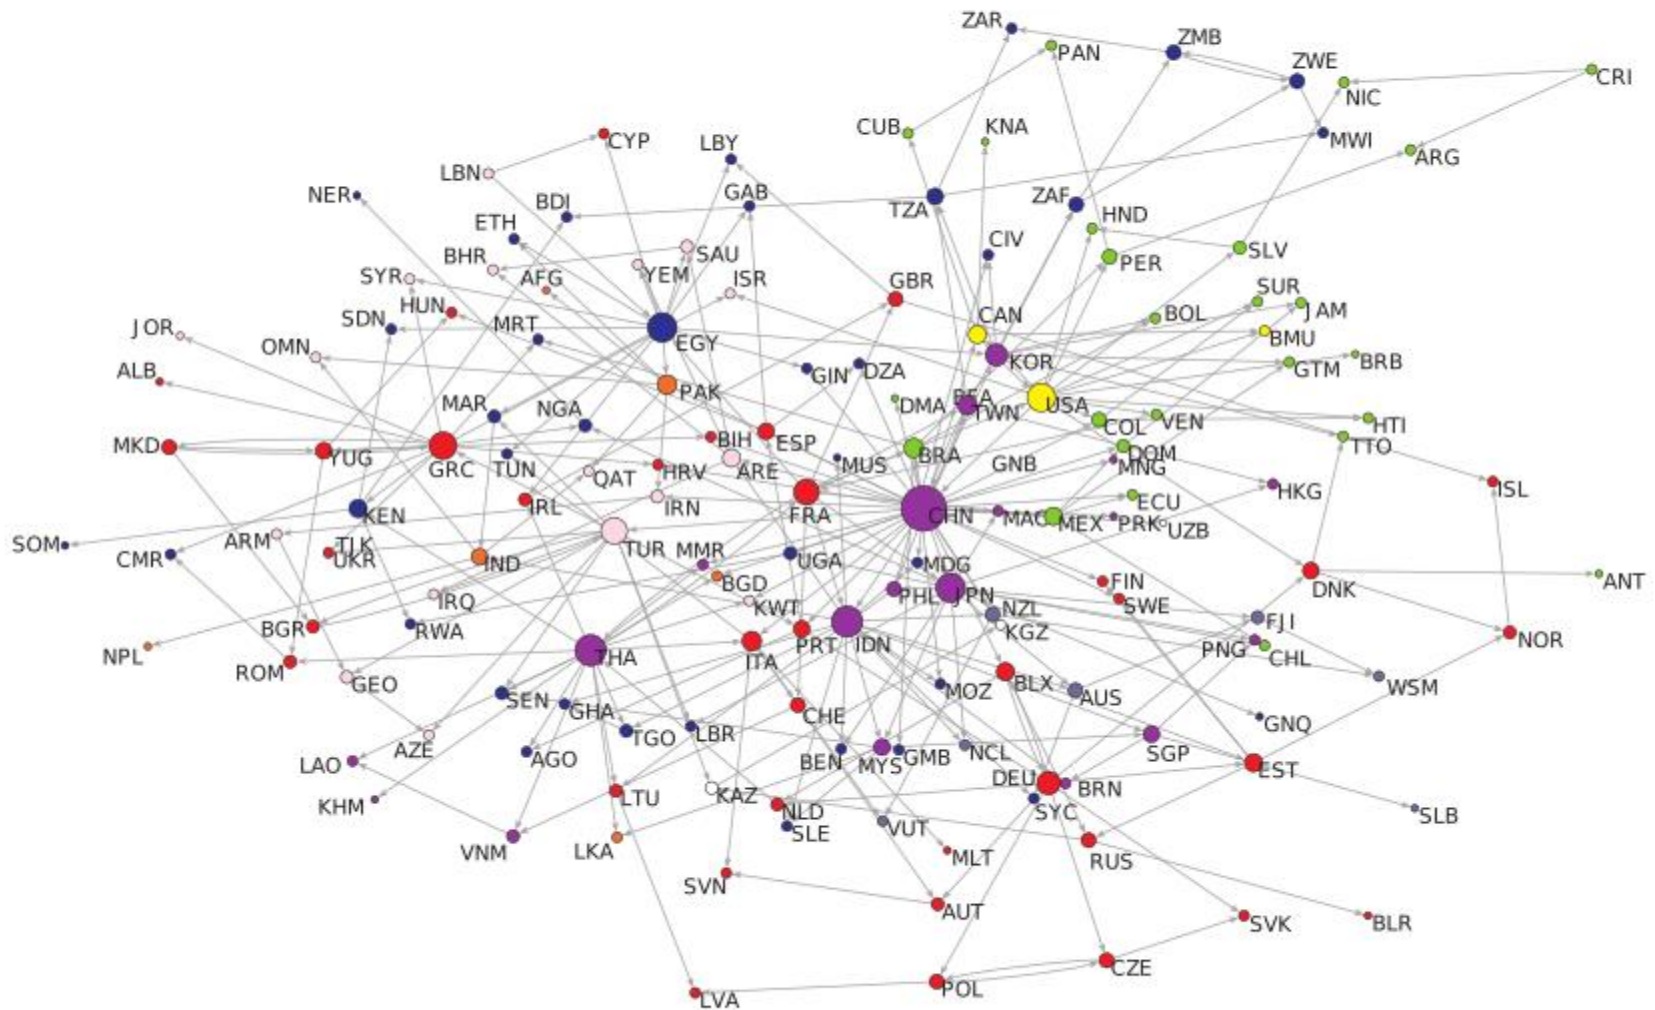 ZAR
PAN
ZMB
ZWE
CRI
NIC
CUB
KNA
MWI
ARG
CYP
LBY
LBN
NER
BDI
GAB
TZA
ZAF
HND
ETH
CIV
SLV
PER
BHR
SAU
SYR
AFG
YEM
ISR
GBR
SUR
JAM
HUN
SDN
MRT
CAN
BOL
BMU
JOR
OMN
EGY
KOR
GTM
BRB
ALB
PAK
GIN
DZA
MAR
NGA
DMA
TWN
USA
COL
VEN
HTI
MKD
YUG
GRC
TUN
BIH
ESP
BRA
GNB
DOM
TTO
QAT
HRV
ARE
MUS
MNG
HKG
ISL
KEN
IRL
IRN
FRA
CHN
MAC
MEX
ECU
PRK
UZB
SOM
CMR
ARM
TJK
UKR
IND
TUR
MMR
UGA
MDG
BGD
PHL
JPN
FIN
SWE
DNK
ANT
IRQ
KWT
NZL
KGZ
FJI
BGR
RWA
NPL
ROM
GEO
THA
ITA
PRT
IDN
PNG
CHL
NOR
SEN
GHA
CHE
MOZ
BLX
AUS
WSM
GNQ
AZE
LAO
AGO
TGO
LBR
BEN
MYS
GMB
NCL
SGP
EST
KHM
LTU
KAZ
NLD
SLE
DEU
BRN
SYC
SLB
VNM
LKA
VUT
MLT
RUS
SVN
AUT
SVK
BLR
LVA
POL
CZE